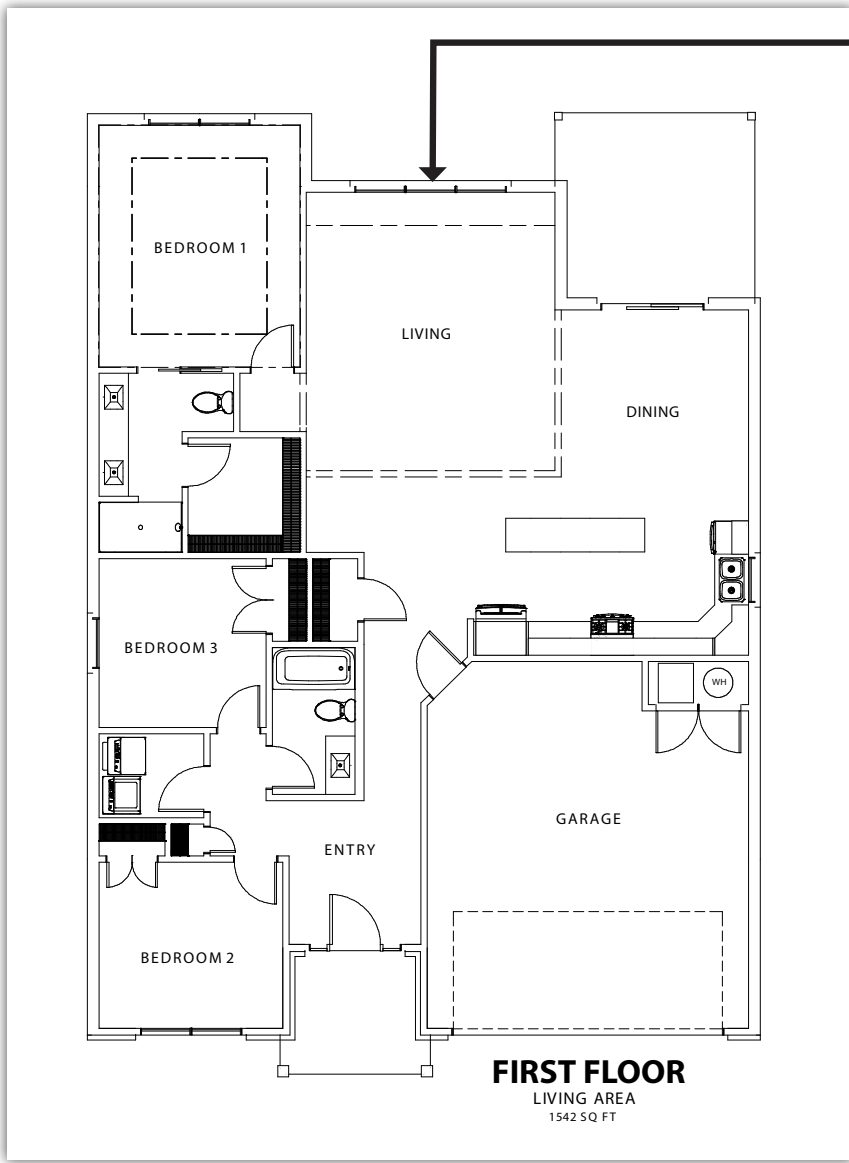 BEDROOM 1
LIVING
DINING
BEDROOM 3
WH
GARAGE
ENTRY
BEDROOM 2
FIRST FLOOR
LIVING AREA
1542 SQ FT